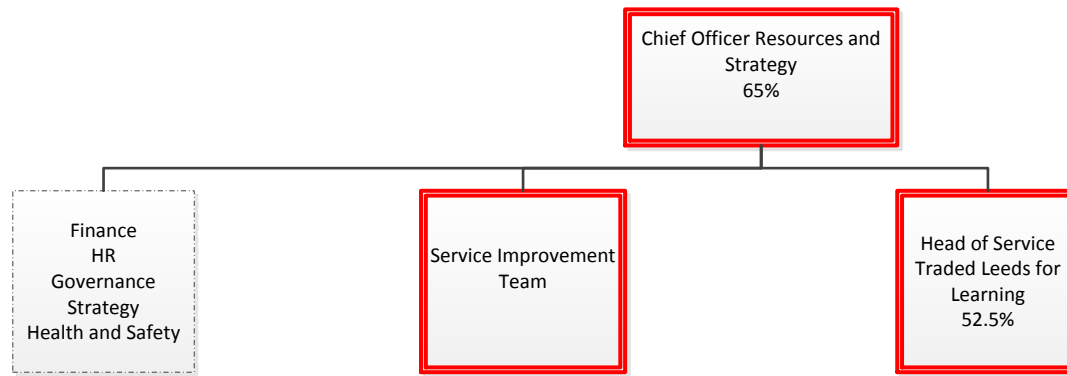 Chief Officer Resources and
Strategy
65%
Finance
HR
Governance
Strategy
Health and Safety
Service Improvement
Team
Head of Service
Traded Leeds for
Learning
52.5%